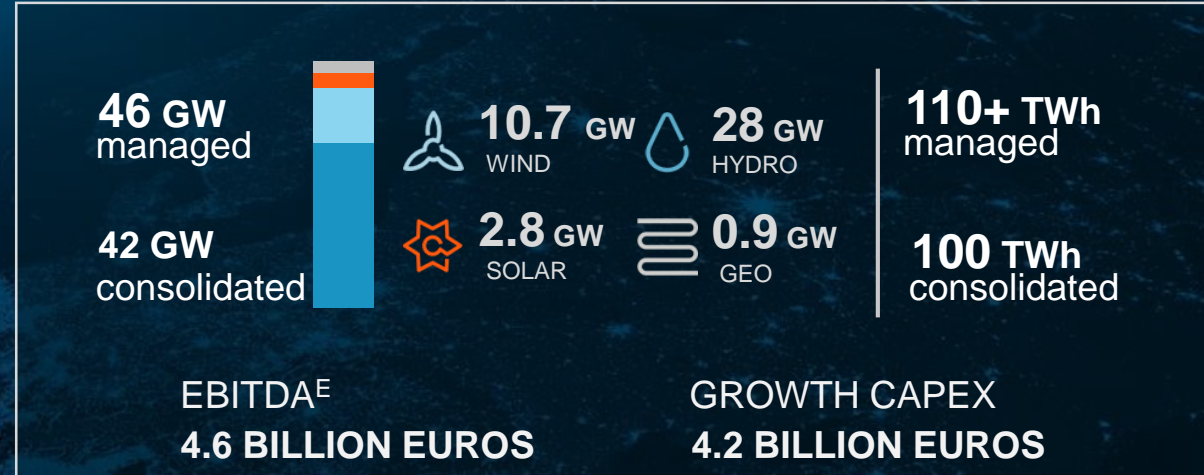 46 GW
managed
42 GW
consolidated
10.7 GW
WIND
28 GW
HYDRO
2.8 GW
SOLAR
0.9 GW
GEO
110+ TWh
managed
100 TWh
consolidated
EBITDAᴱ
4.6 BILLION EUROS
GROWTH CAPEX
4.2 BILLION EUROS